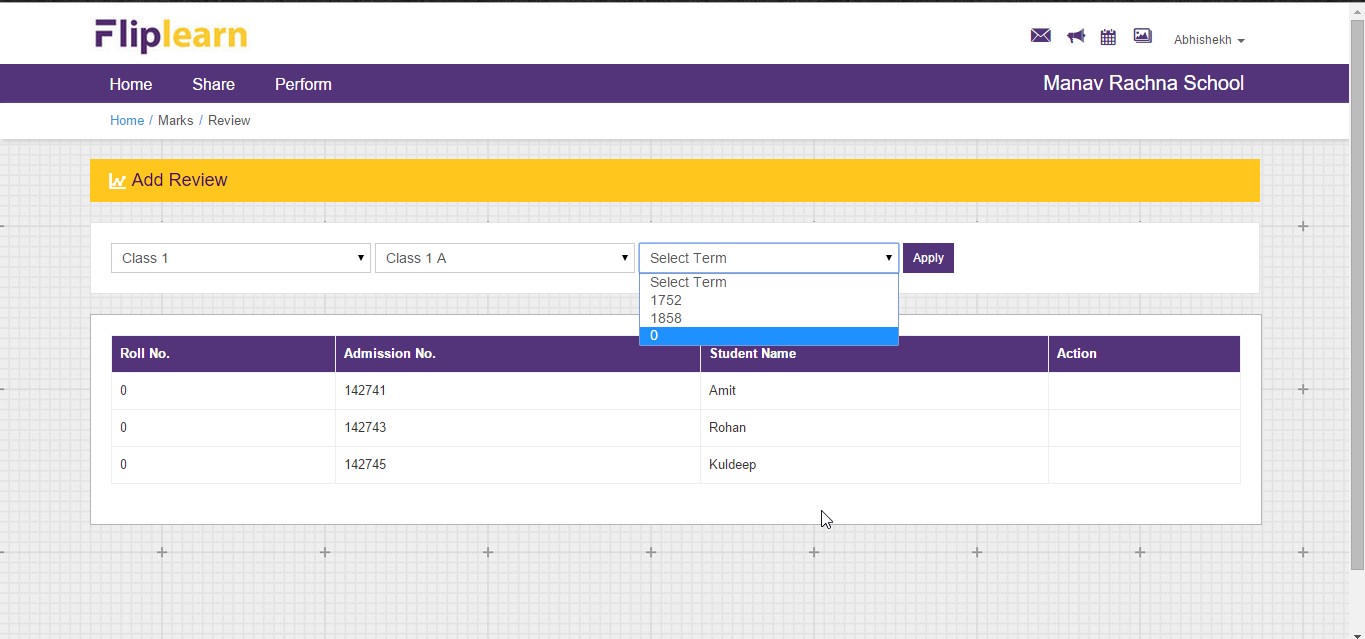 Fliplearn
Abhishekh
Home Share Perform Manav Rachna School
Home / Marks / Review
Add Review
Class 1 Class 1 A Select Term Apply
Select Term
1752
1858
0
Roll No. Admission No. Student Name Action
0 142741 Amit
0 142743 Rohan
0 142745 Kuldeep